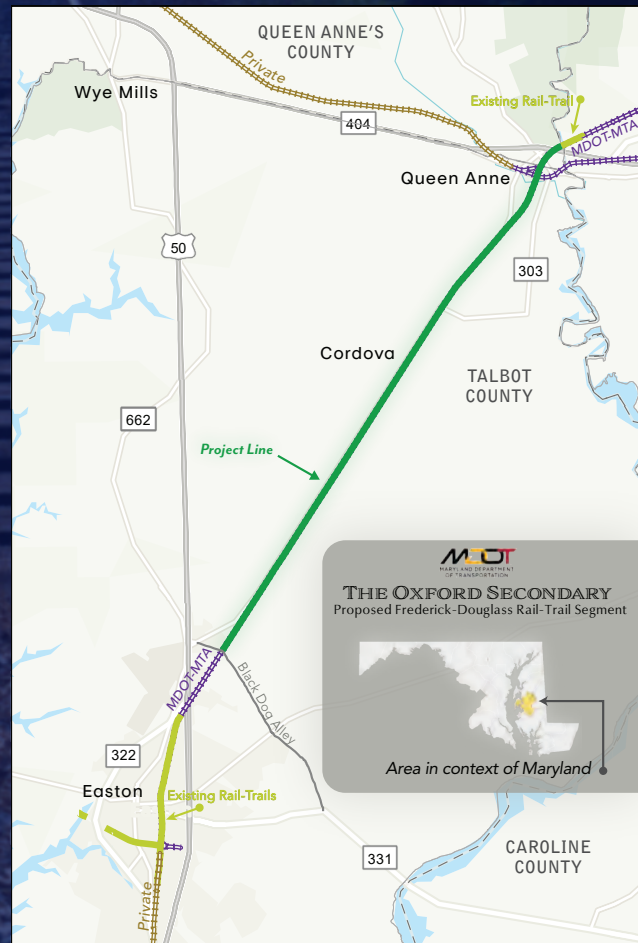 QUEEN ANNE'S
COUNTY
Private
Wye Mills
Existing Rail-Trail
404
MDOT-MTA
Queen Anne
50
303
Cordova
TALBOT
COUNTY
662
Project Line
MDOT
MARYLAND DEPARTMENT
OF TRANSPORTATION
THE OXFORD SECONDARY
Proposed Frederick-Douglass Rail-Trail Segment
MDOT-MTA
Black Dog Alley
322
Area in context of Maryland
Easton
Existing Rail-Trails
331
CAROLINE
COUNTY
Private